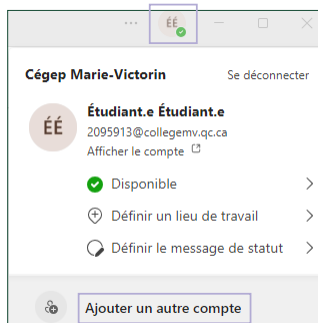 ÉÉ
Cégep Marie-Victorin Se déconnecter
ÉÉ
Étudiant.e Étudiant.e
2095913@collegemv.qc.ca
Afficher le compte
Disponible
Définir un lieu de travail
Définir le message de statut
Ajouter un autre compte